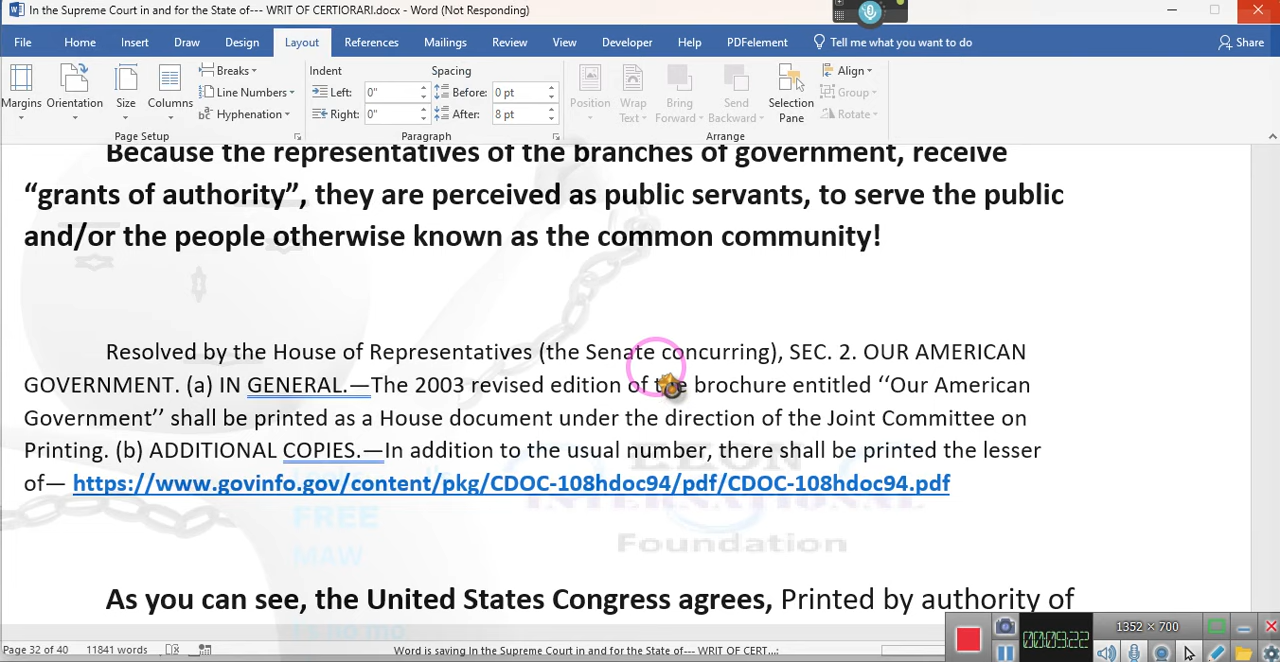 In the Supreme Court in and for the State of--- WRIT OF CERTIORARI.docx - Word (Not Responding)
File Home Insert Draw Design Layout References Mailings Review View Developer Help PDFelement Tell me what you want to do Share
Margins Orientation Size Columns
Breaks
Line Numbers
Hyphenation
Page Setup
Indent Spacing
Left: 0" Before: 0 pt
Right: 0" After: 8 pt
Paragraph
Position Wrap Text Bring Forward Send Backward Selection Pane
Align
Group
Rotate
Arrange
Because the representatives of the branches of government, receive
“grants of authority”, they are perceived as public servants, to serve the public
and/or the people otherwise known as the common community!
Resolved by the House of Representatives (the Senate concurring), SEC. 2. OUR AMERICAN
GOVERNMENT. (a) IN GENERAL.—The 2003 revised edition of the brochure entitled ‘‘Our American
Government’’ shall be printed as a House document under the direction of the Joint Committee on
Printing. (b) ADDITIONAL COPIES.—In addition to the usual number, there shall be printed the lesser
of— https://www.govinfo.gov/content/pkg/CDOC-108hdoc94/pdf/CDOC-108hdoc94.pdf
INTERNATIONAL
FREE
Foundation
MAW
As you can see, the United States Congress agrees, Printed by authority of
1352 × 700
00:09:22
Page 32 of 40 11841 words Word is saving In the Supreme Court in and for the State of--- WRIT OF CERT...: